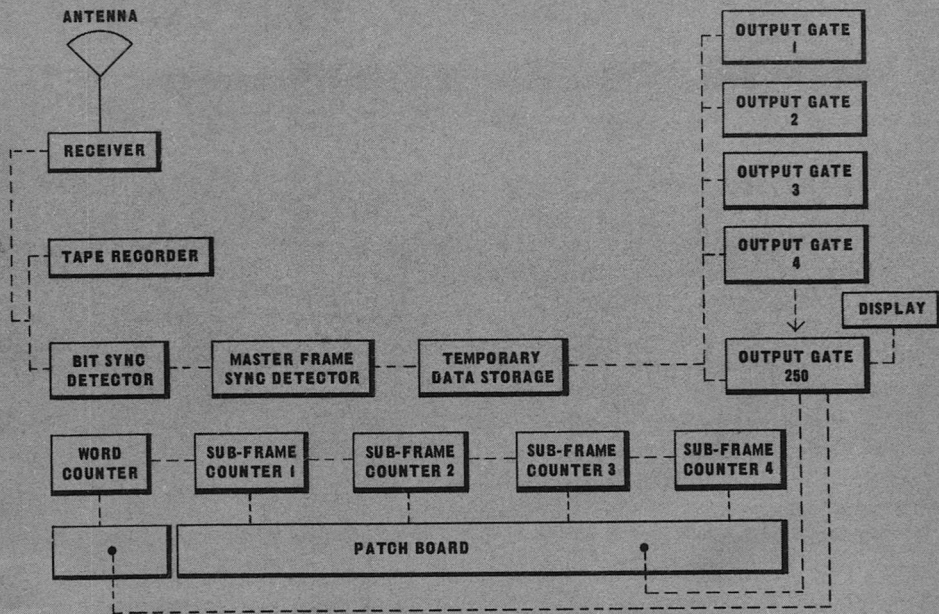 ANTENNA
RECEIVER
TAPE RECORDER
BIT SYNC
DETECTOR
MASTER FRAME
SYNC DETECTOR
TEMPORARY
DATA STORAGE
OUTPUT GATE
1
OUTPUT GATE
2
OUTPUT GATE
3
OUTPUT GATE
4
DISPLAY
OUTPUT GATE
250
WORD
COUNTER
SUB-FRAME
COUNTER 1
SUB-FRAME
COUNTER 2
SUB-FRAME
COUNTER 3
SUB-FRAME
COUNTER 4
PATCH BOARD